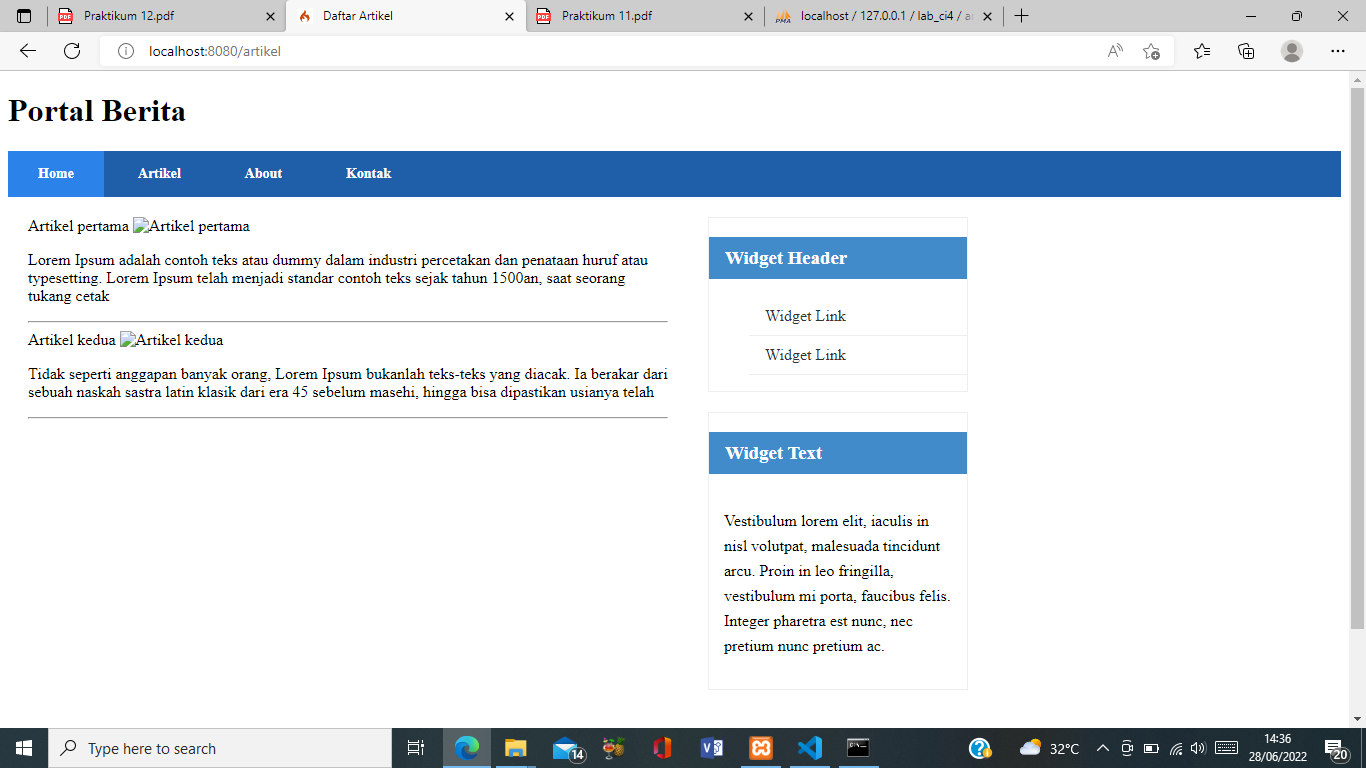 Praktikum 12.pdf
Daftar Artikel
Praktikum 11.pdf
localhost / 127.0.0.1 / lab_ci4 / a
localhost:8080/artikel
Portal Berita
Home Artikel About Kontak
Artikel pertama Artikel pertama
Lorem Ipsum adalah contoh teks atau dummy dalam industri percetakan dan penataan huruf atau
typesetting. Lorem Ipsum telah menjadi standar contoh teks sejak tahun 1500an, saat seorang
tukang cetak
Artikel kedua Artikel kedua
Tidak seperti anggapan banyak orang, Lorem Ipsum bukanlah teks-teks yang diacak. Ia berakar dari
sebuah naskah sastra latin klasik dari era 45 sebelum masehi, hingga bisa dipastikan usianya telah
Widget Header
Widget Link
Widget Link
Widget Text
Vestibulum lorem elit, iaculis in
nisl volutpat, malesuada tincidunt
arcu. Proin in leo fringilla,
vestibulum mi porta, faucibus felis.
Integer pharetra est nunc, nec
pretium nunc pretium ac.
Type here to search
14
32°C
14:36
28/06/2022
20